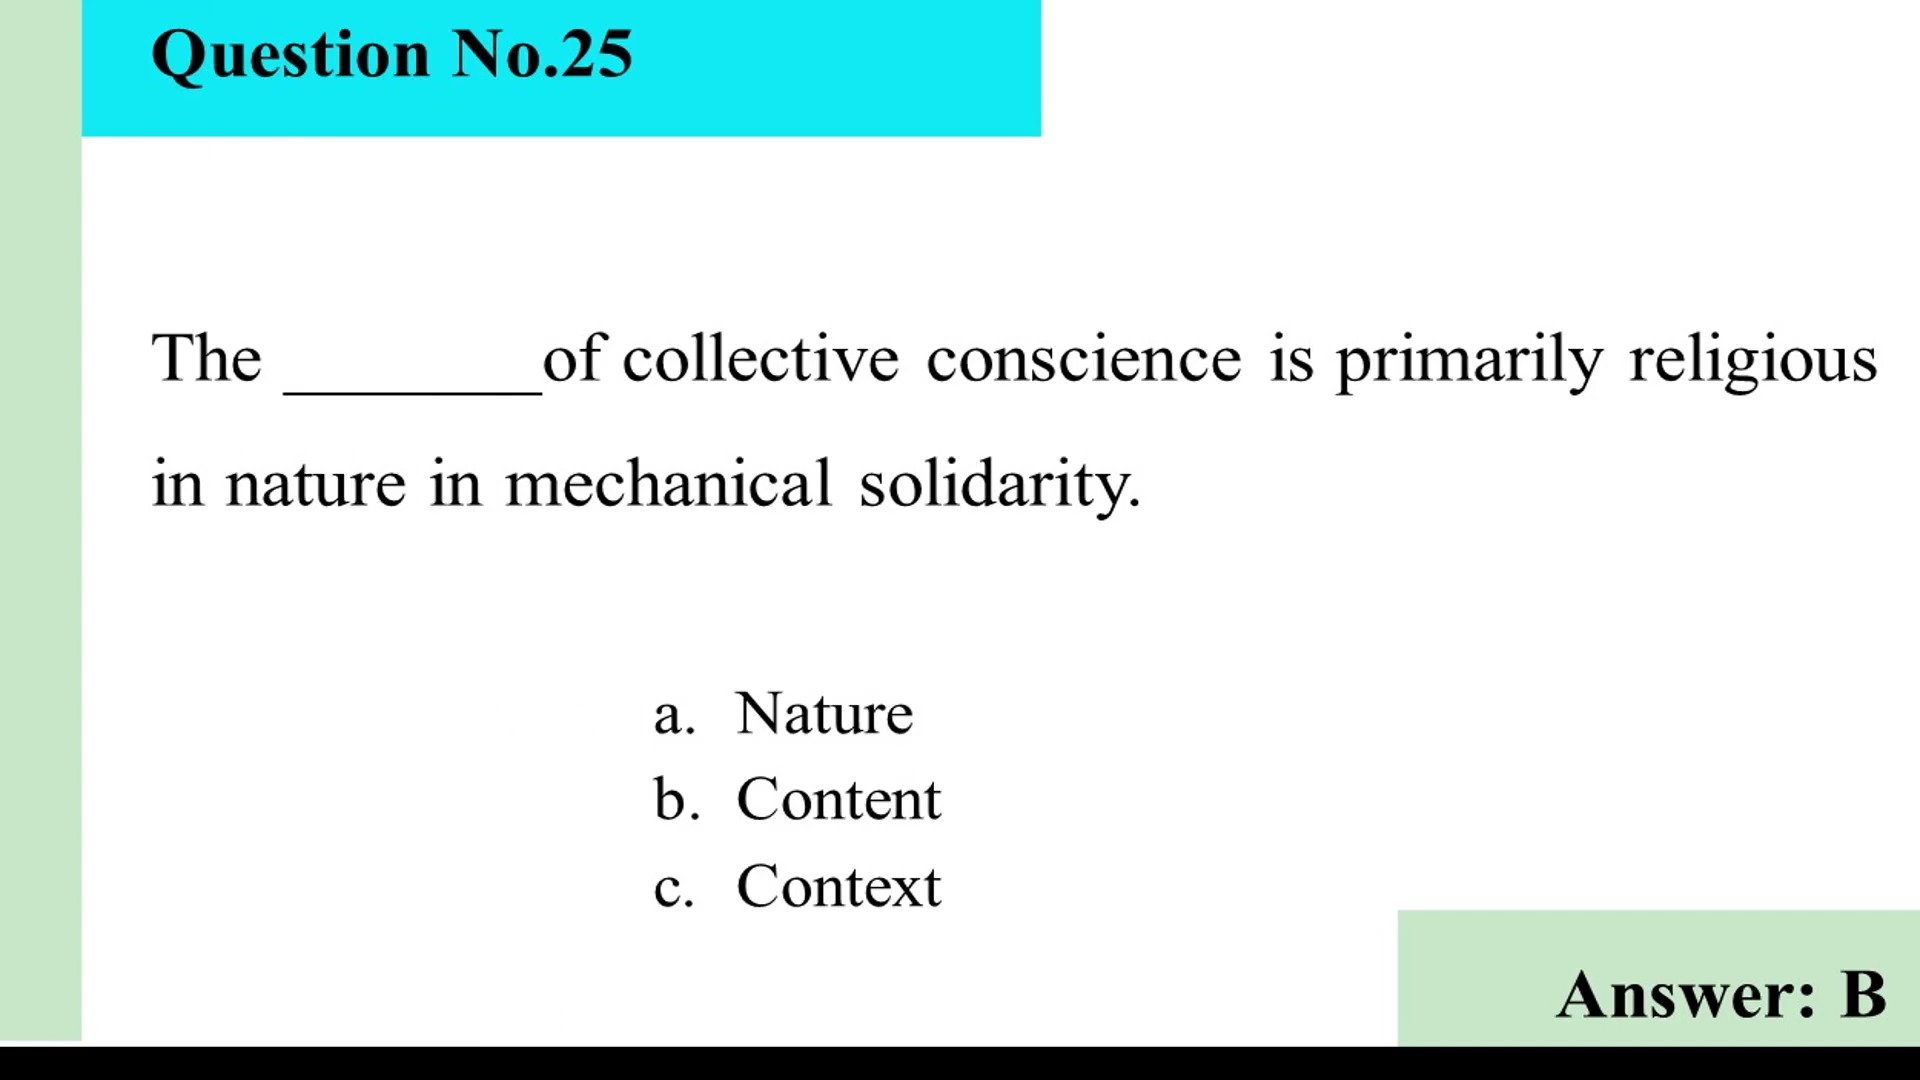 Question No.25
The ________of collective conscience is primarily religious
in nature in mechanical solidarity.
a. Nature
b. Content
c. Context
Answer: B